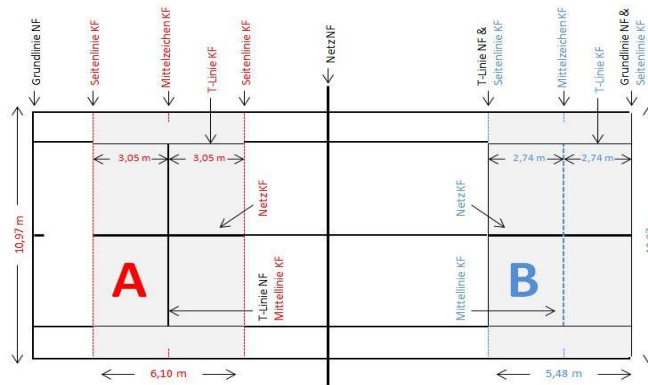 Grundlinie NF
Seitenlinie KF
Mittelzeichen KF
T-Linie KF
Seitenlinie KF
Netz NF
T-Linie NF &
Seitenlinie KF
Mittelzeichen KF
T-Linie KF
Grundlinie NF &
Seitenlinie KF
3,05 m
3,05 m
2,74 m
2,74 m
Netz KF
Netz KF
10,97 m
A
B
T-Linie NF
Mittellinie KF
Mittellinie KF
6,10 m
5,48 m